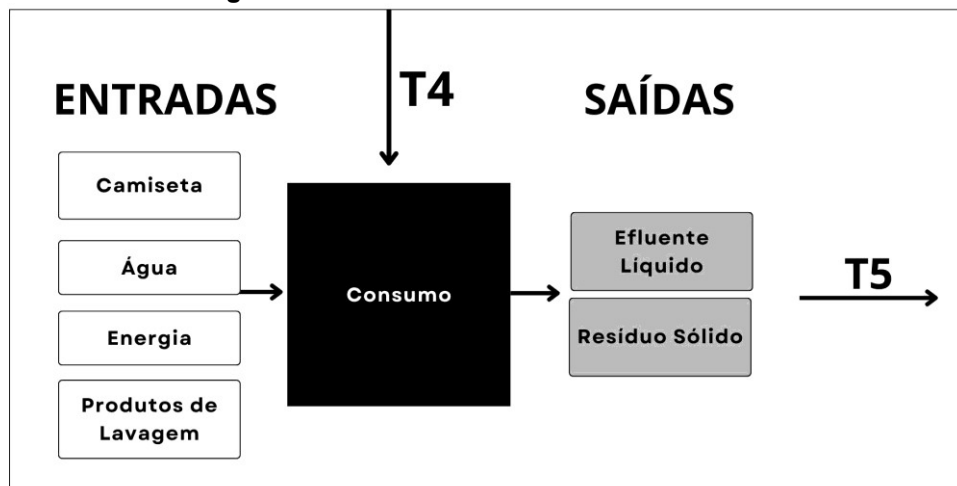 ENTRADAS
T4
SAÍDAS
Camiseta
Água
Energia
Produtos de
Lavagem
Consumo
Efluente
Líquido
Resíduo Sólido
T5